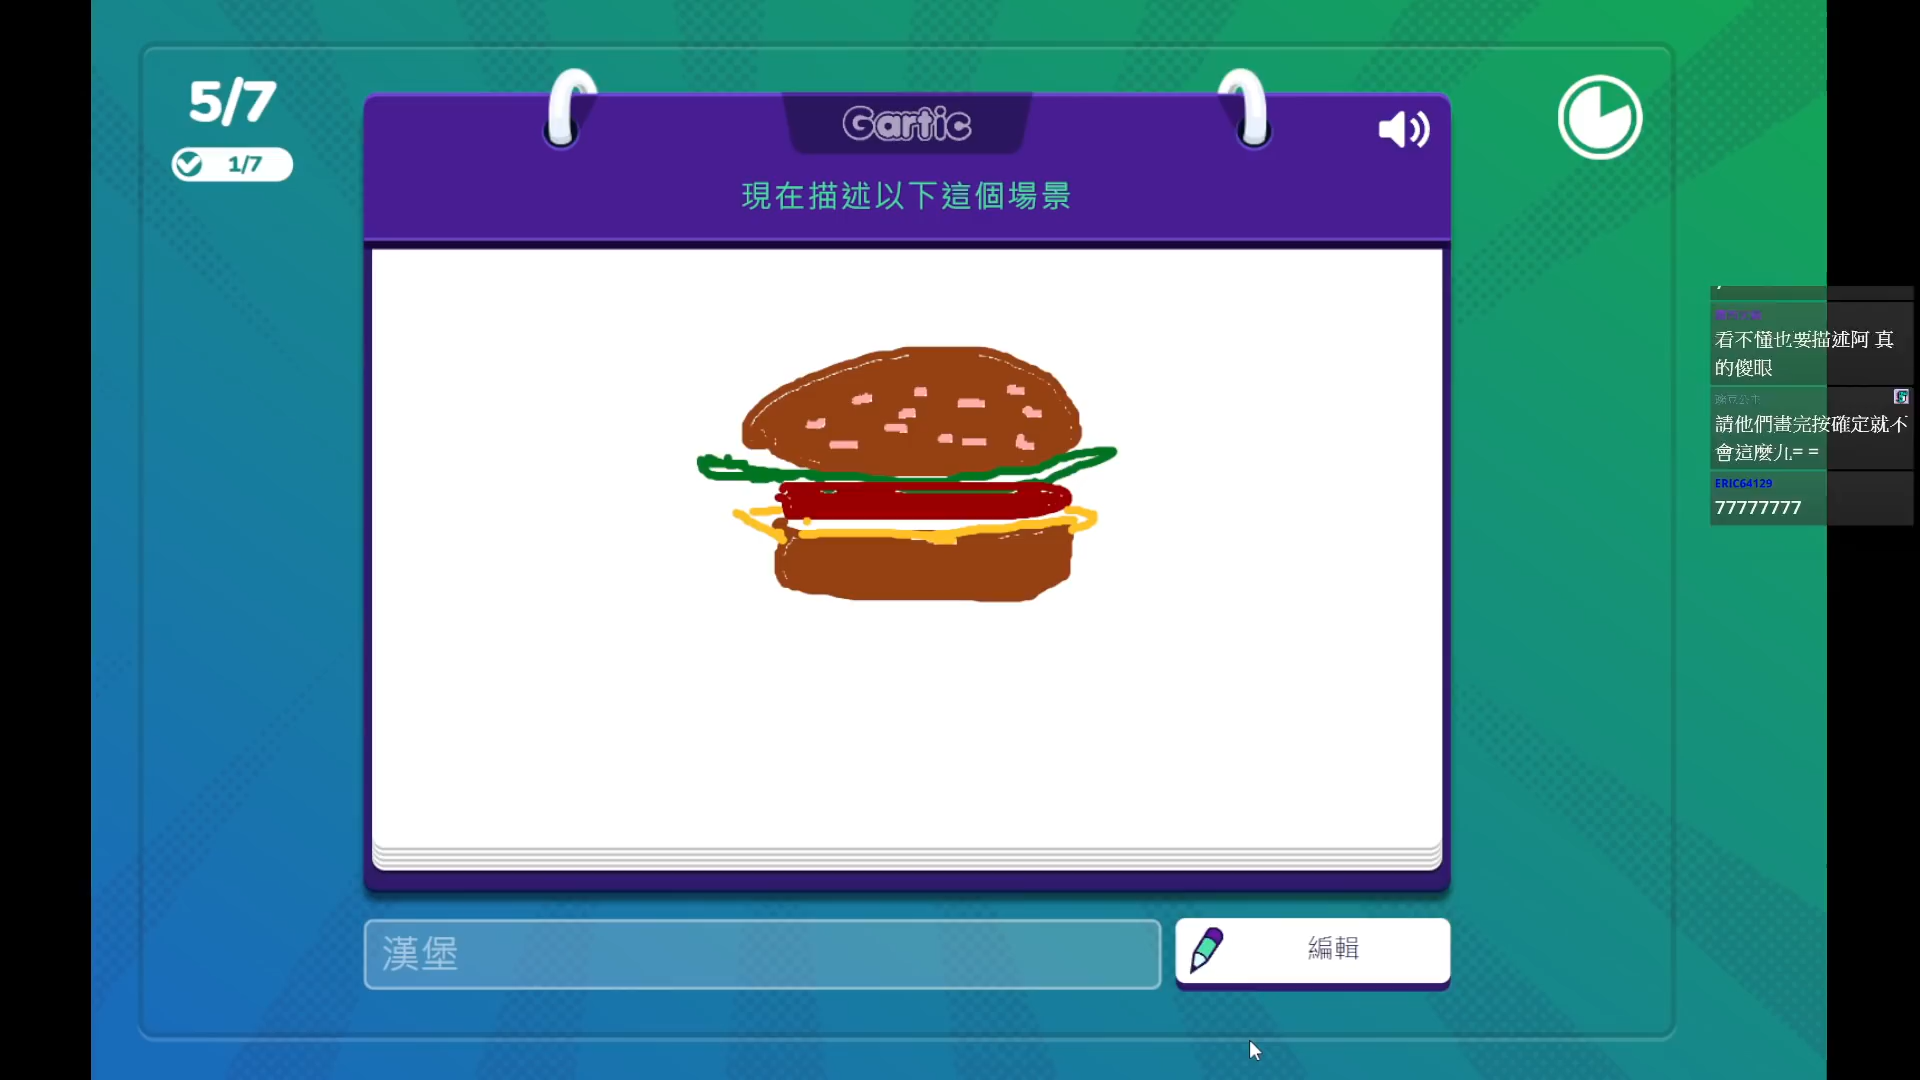 5/7
1/7
Gartic
現在描述以下這個場景
看不懂也要描述阿 真
的傻眼
請他們畫完按確定就不
會這麼九= =
ERIC64129
77777777
漢堡
編輯